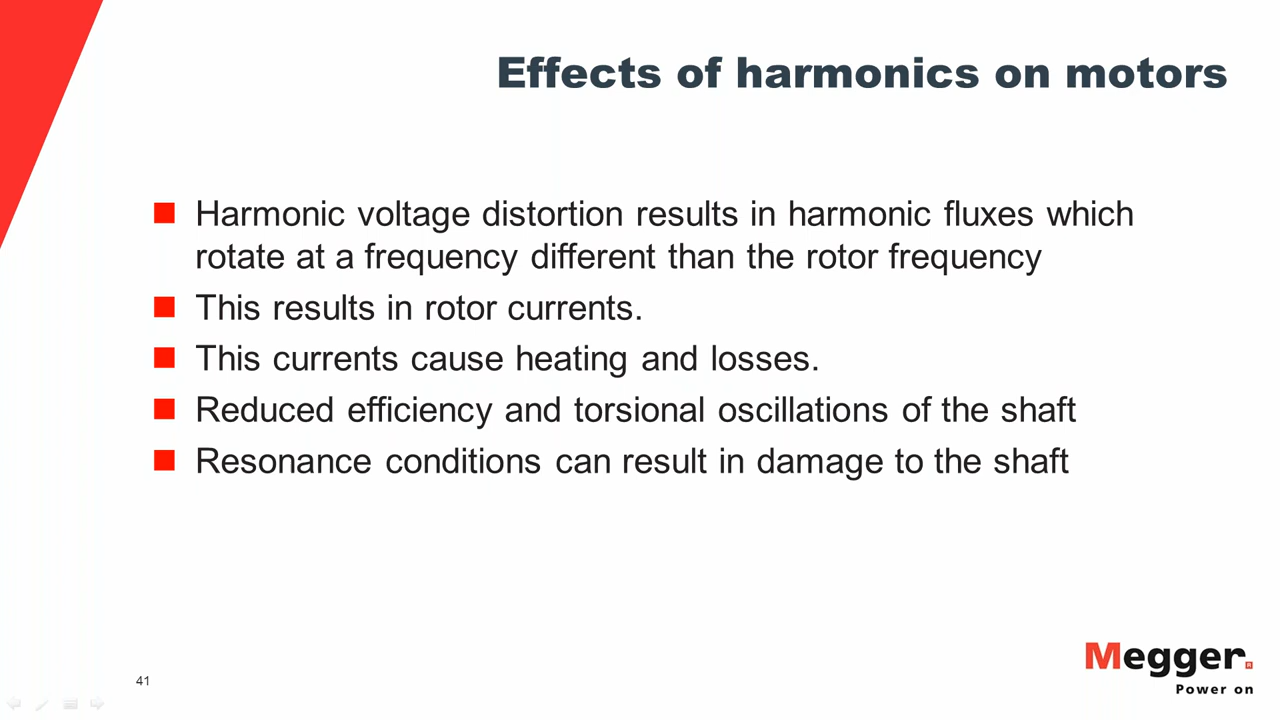 Effects of harmonics on motors
Harmonic voltage distortion results in harmonic fluxes which
rotate at a frequency different than the rotor frequency
This results in rotor currents.
This currents cause heating and losses.
Reduced efficiency and torsional oscillations of the shaft
Resonance conditions can result in damage to the shaft
Megger.
Power on
41